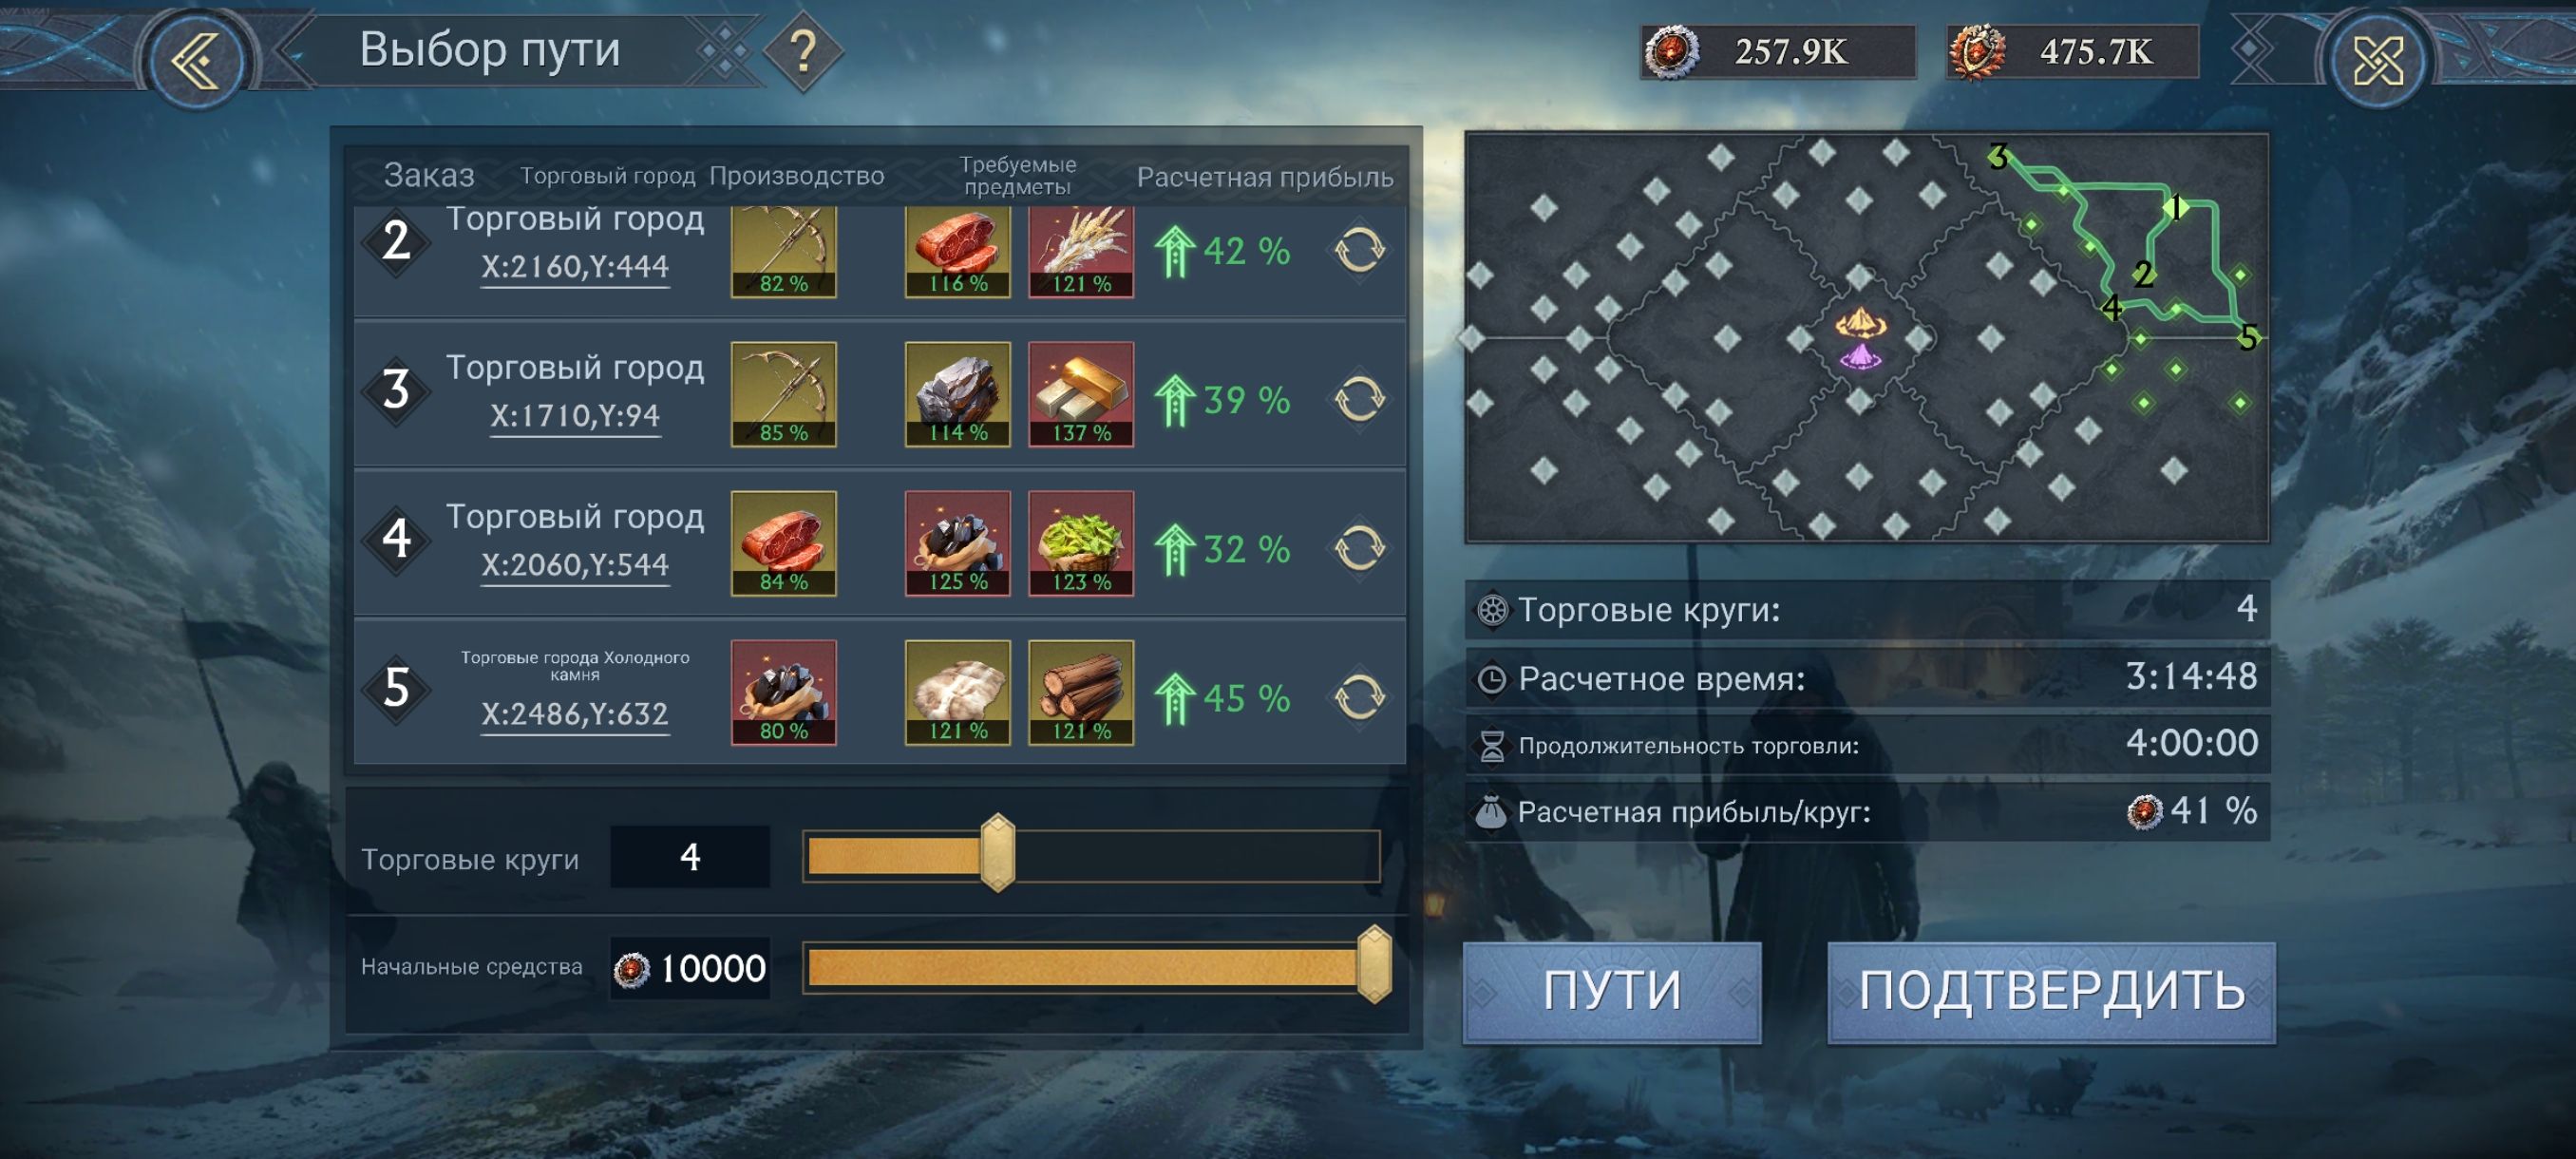 Выбор пути
?
257.9K
475.7K
Заказ
Торговый город
Производство
Требуемые
предметы
Расчетная прибыль
2
Торговый город
X:2160,Y:444
82 %
116 %
121 %
42 %
3
Торговый город
X:1710,Y:94
85 %
114 %
137 %
39 %
4
Торговый город
X:2060,Y:544
84 %
125 %
123 %
32 %
5
Торговые города Холодного
камня
X:2486,Y:632
80 %
121 %
121 %
45 %
Торговые круги
4
Начальные средства
10000
3
1
2
4
5
Торговые круги:
4
Расчетное время:
3:14:48
Продолжительность торговли:
4:00:00
Расчетная прибыль/круг:
41 %
ПУТИ
ПОДТВЕРДИТЬ